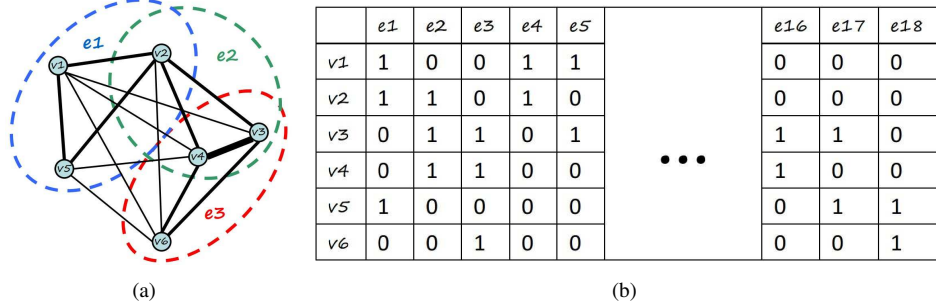 e1
e2
v1
v2
v3
v4
v5
e3
v6
(a)
e1 e2 e3 e4 e5 e16 e17 e18
v1 1 0 0 1 1 0 0 0
v2 1 1 0 1 0 0 0 0
v3 0 1 1 0 1 1 1 0
v4 0 1 1 0 0 1 0 0
v5 1 0 0 0 0 0 1 1
v6 0 0 1 0 0 0 0 1
•••
(b)